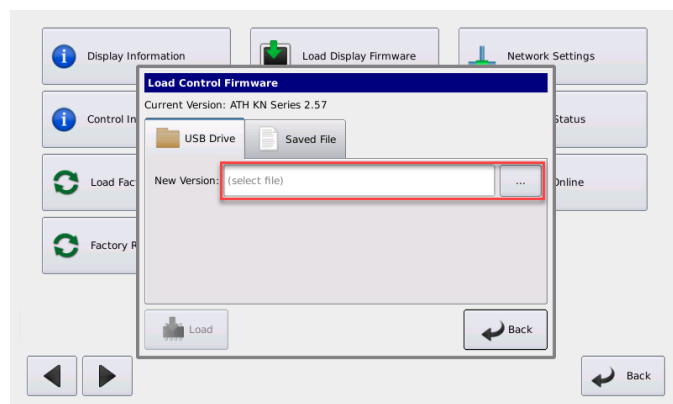 Display Information
Load Display Firmware
Network Settings
Load Control Firmware
Current Version: ATH KN Series 2.57
Control In
Status
USB Drive
Saved File
Load Fac
New Version:
(select file)
...
Online
Factory R
Load
Back
Back